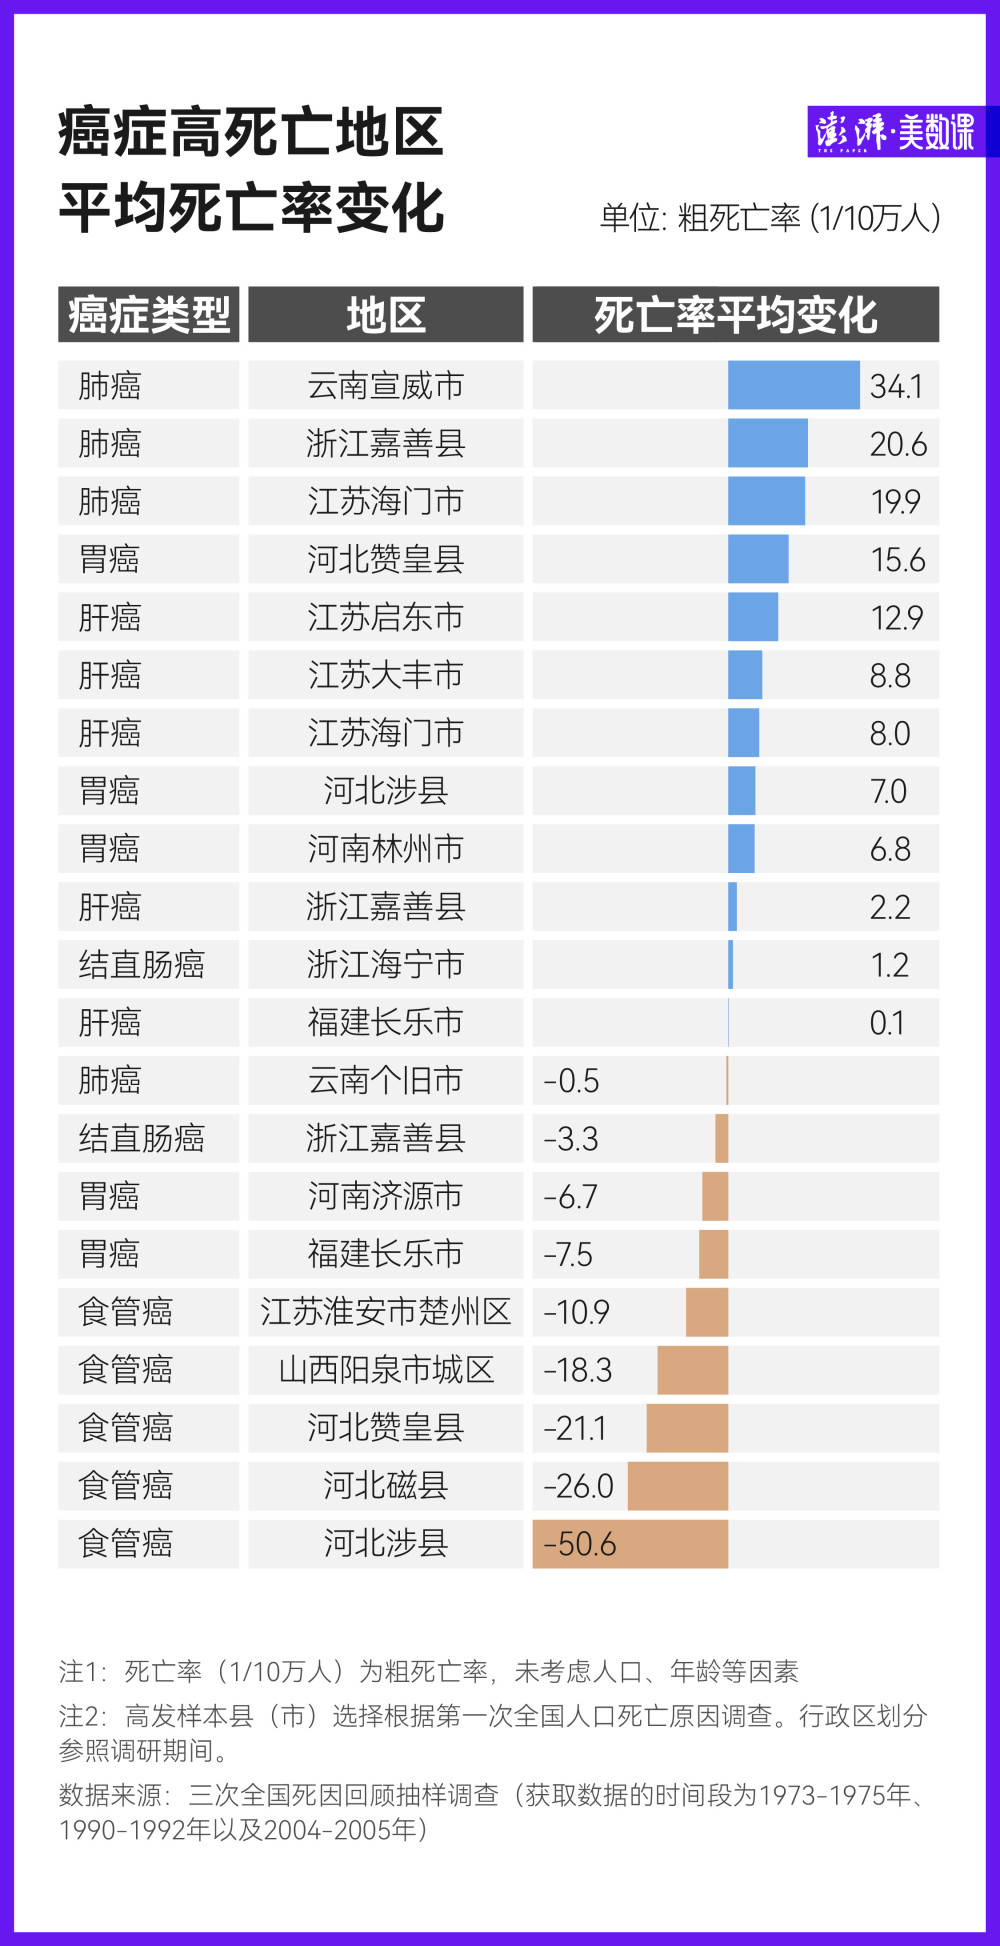 癌症高死亡地区
平均死亡率变化
澎湃·美数课
THE PAPER
单位: 粗死亡率 (1/10万人)
癌症类型 地区 死亡率平均变化
肺癌 云南宣威市 34.1
肺癌 浙江嘉善县 20.6
肺癌 江苏海门市 19.9
胃癌 河北赞皇县 15.6
肝癌 江苏启东市 12.9
肝癌 江苏大丰市 8.8
肝癌 江苏海门市 8.0
胃癌 河北涉县 7.0
胃癌 河南林州市 6.8
肝癌 浙江嘉善县 2.2
结直肠癌 浙江海宁市 1.2
肝癌 福建长乐市 0.1
肺癌 云南个旧市 -0.5
结直肠癌 浙江嘉善县 -3.3
胃癌 河南济源市 -6.7
胃癌 福建长乐市 -7.5
食管癌 江苏淮安市楚州区 -10.9
食管癌 山西阳泉市城区 -18.3
食管癌 河北赞皇县 -21.1
食管癌 河北磁县 -26.0
食管癌 河北涉县 -50.6
注1：死亡率（1/10万人）为粗死亡率，未考虑人口、年龄等因素
注2：高发样本县（市）选择根据第一次全国人口死亡原因调查。行政区划分
参照调研期间。
数据来源：三次全国死因回顾抽样调查（获取数据的时间段为1973-1975年、
1990-1992年以及2004-2005年）